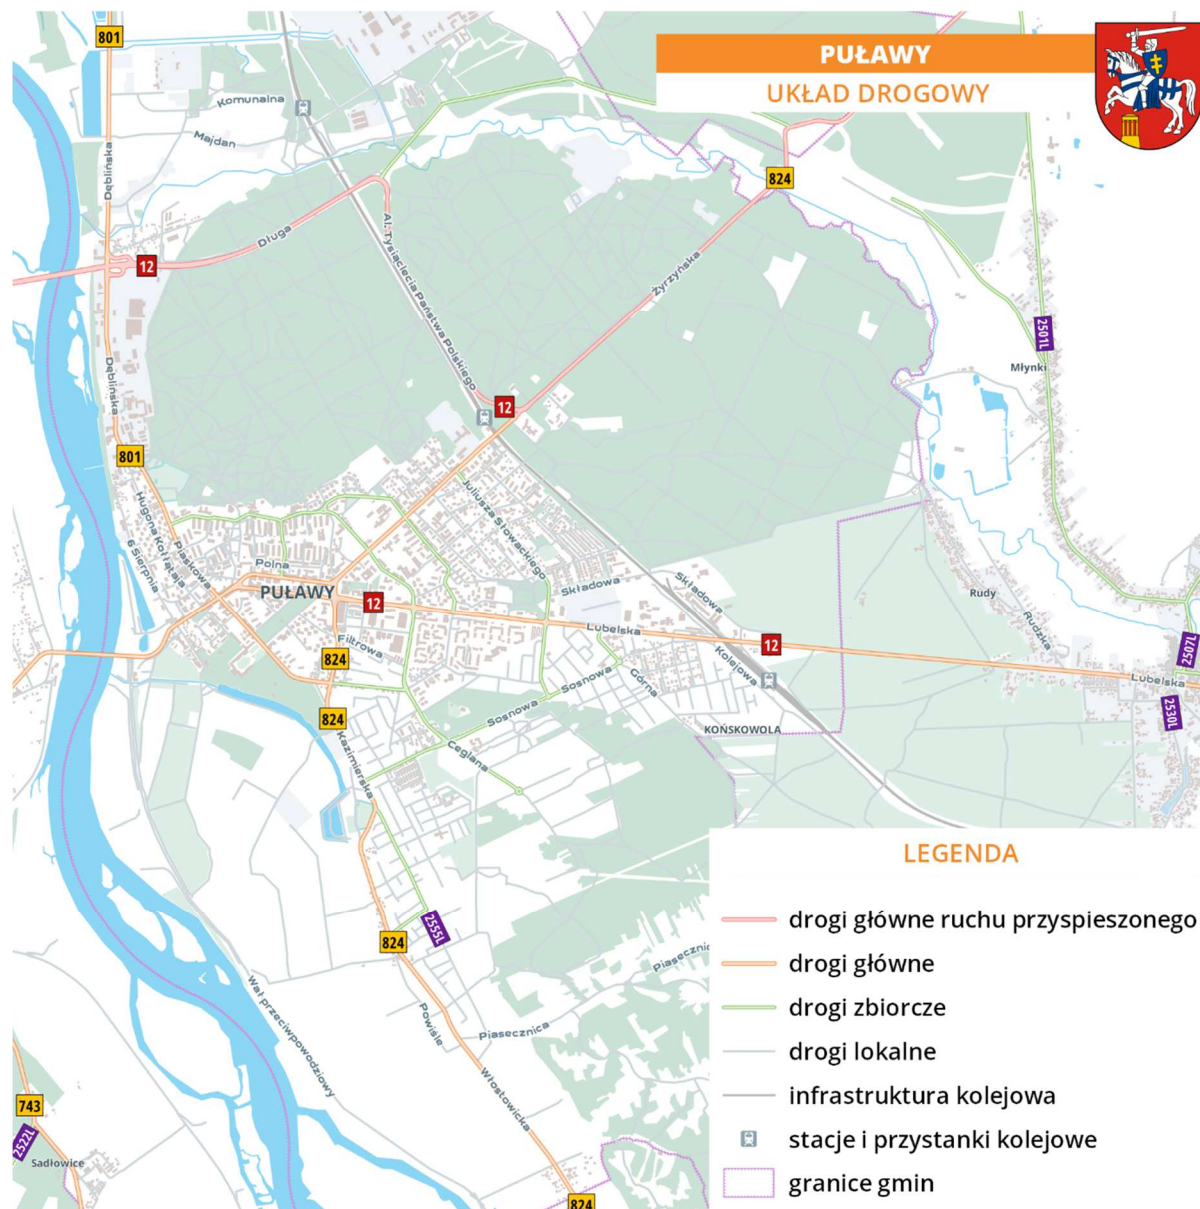 801
PUŁAWY
UKŁAD DROGOWY
Komunalna
Majdan
Dęblińska
824
Długa
12
Al. Tysiąclecia Państwa Polskiego
Żyrzyńska
2501L
Młynki
Dęblińska
12
801
Hugona Kołłątaja
6 Sierpnia
Piaskowa
Juliusza Słowackiego
Polna
PUŁAWY
12
Składowa
Składowa
Rudy
Rudzka
Lubelska
12
Filtrowa
824
Kolejowa
Górna
Sosnowa
2507L
Lubelska
2530L
824
Sosnowa
KOŃSKOWOLA
Kazimierska
Ceglana
LEGENDA
drogi główne ruchu przyspieszonego
drogi główne
drogi zbiorcze
drogi lokalne
infrastruktura kolejowa
stacje i przystanki kolejowe
granice gmin
2555L
824
Piasecznic
Wał przeciwpowodziowy
Powiśle
Piasecznica
Włostowicka
743
2522L
Sadłowice
824